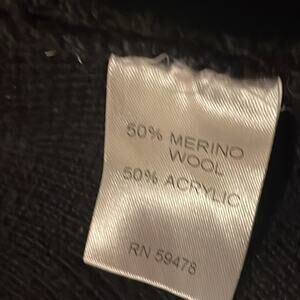 50% MERINO
WOOL
50% ACRYLIC
RN 59478